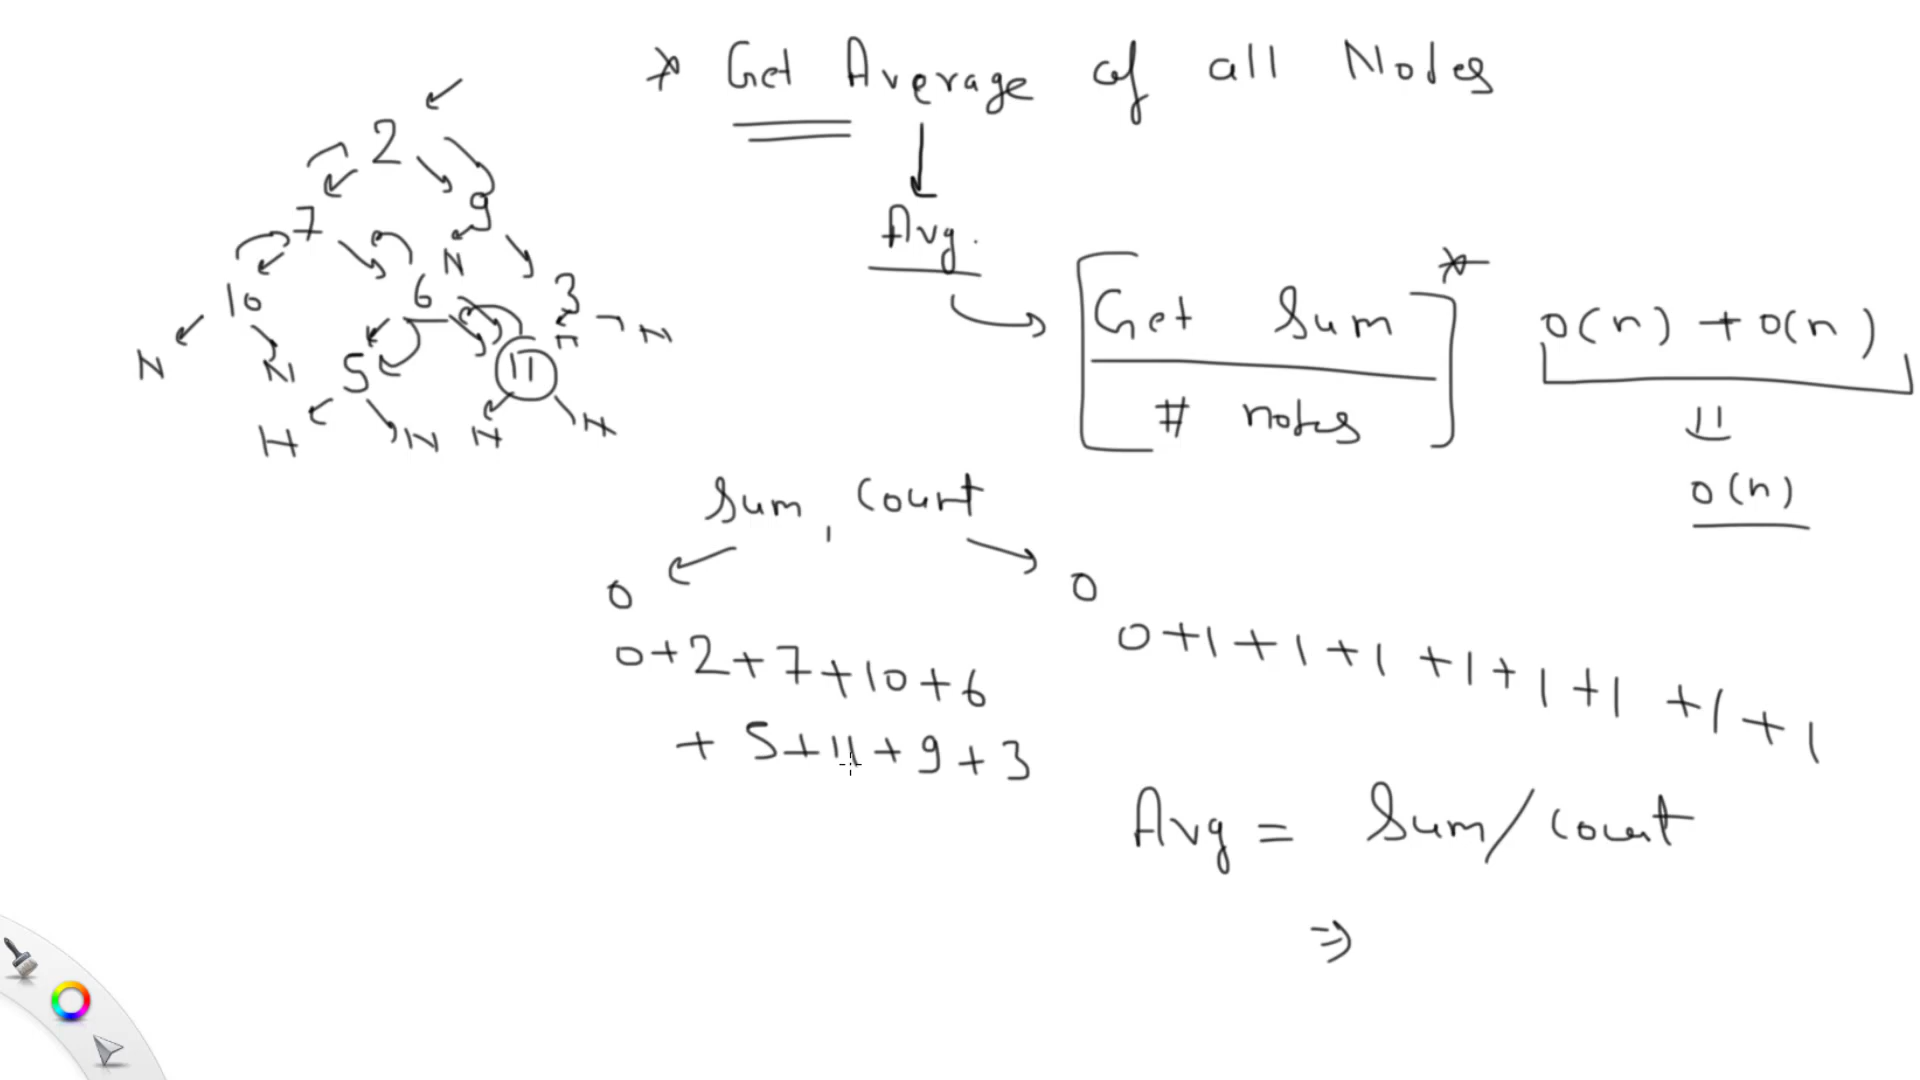 * Get Average of all Nodes
2
7 9
10 6 N 3
N N 5 11 N N
N N N N
Avg.
Get Sum *
# notes
O(n) + O(n)
=
O(n)
Sum, Count
0 0
0+2+7+10+6
+ 5+11+9+3
0+1+1+1+1+1+1+1+1
Avg = Sum/count
⇒